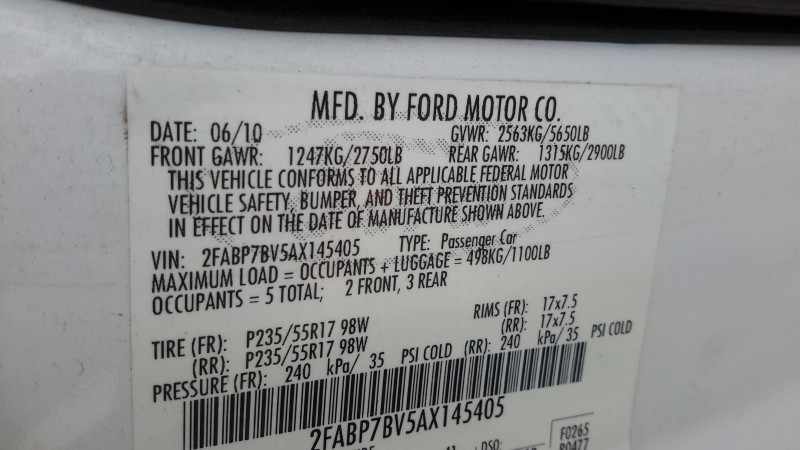 MFD. BY FORD MOTOR CO.
DATE: 06/10 GVWR: 2563KG/5650LB
FRONT GAWR: 1247KG/2750LB REAR GAWR: 1315KG/2900LB
THIS VEHICLE CONFORMS TO ALL APPLICABLE FEDERAL MOTOR
VEHICLE SAFETY, BUMPER, AND THEFT PREVENTION STANDARDS
IN EFFECT ON THE DATE OF MANUFACTURE SHOWN ABOVE.
VIN: 2FABP7BV5AX145405 TYPE: Passenger Car
MAXIMUM LOAD = OCCUPANTS + LUGGAGE = 498KG/1100LB
OCCUPANTS = 5 TOTAL; 2 FRONT, 3 REAR
TIRE (FR): P235/55R17 98W RIMS (FR): 17x7.5
(RR): P235/55R17 98W (RR): 17x7.5
PRESSURE (FR): 240 kPa/ 35 PSI COLD (RR): 240 kPa/ 35 PSI COLD
2FABP7BV5AX145405
DSO:
F0265